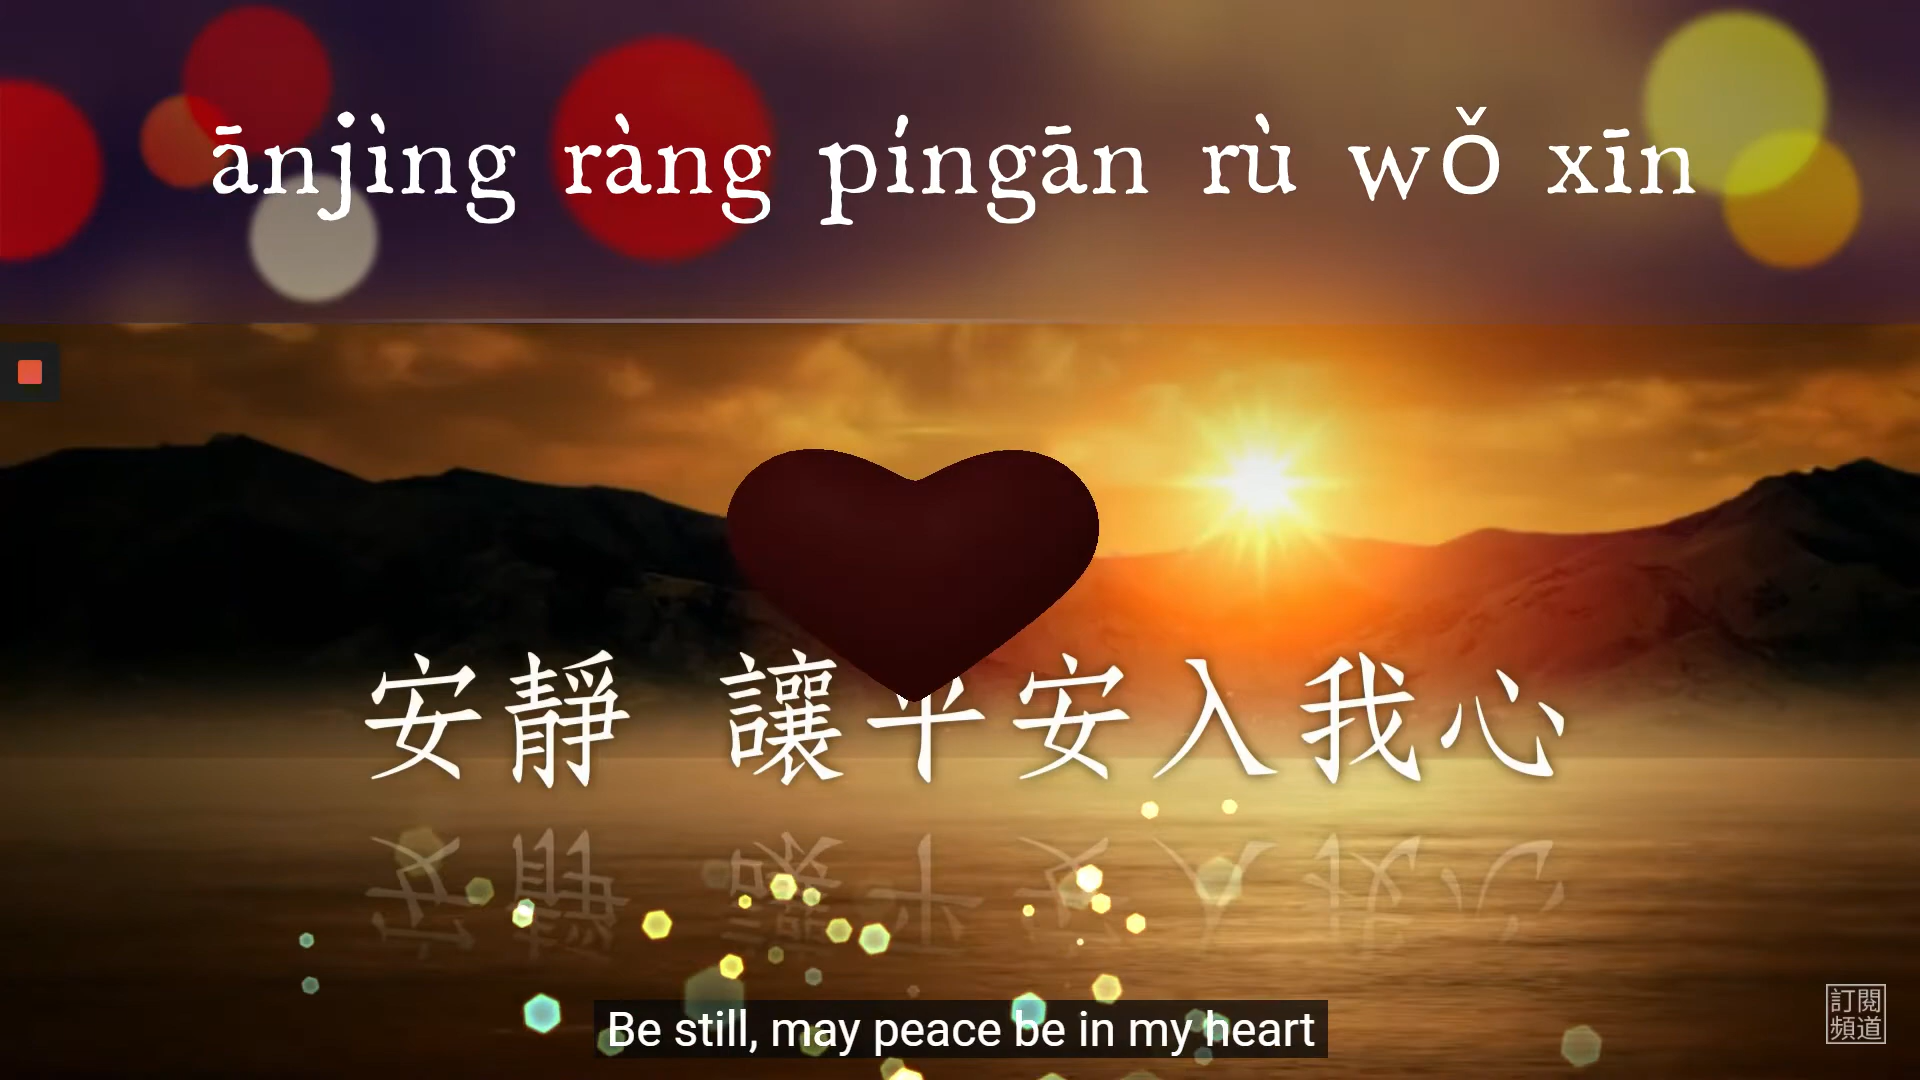 ānjìng ràng píngān rù wǒ xīn
安靜 讓平安入我心
Be still, may peace be in my heart
訂閱
頻道